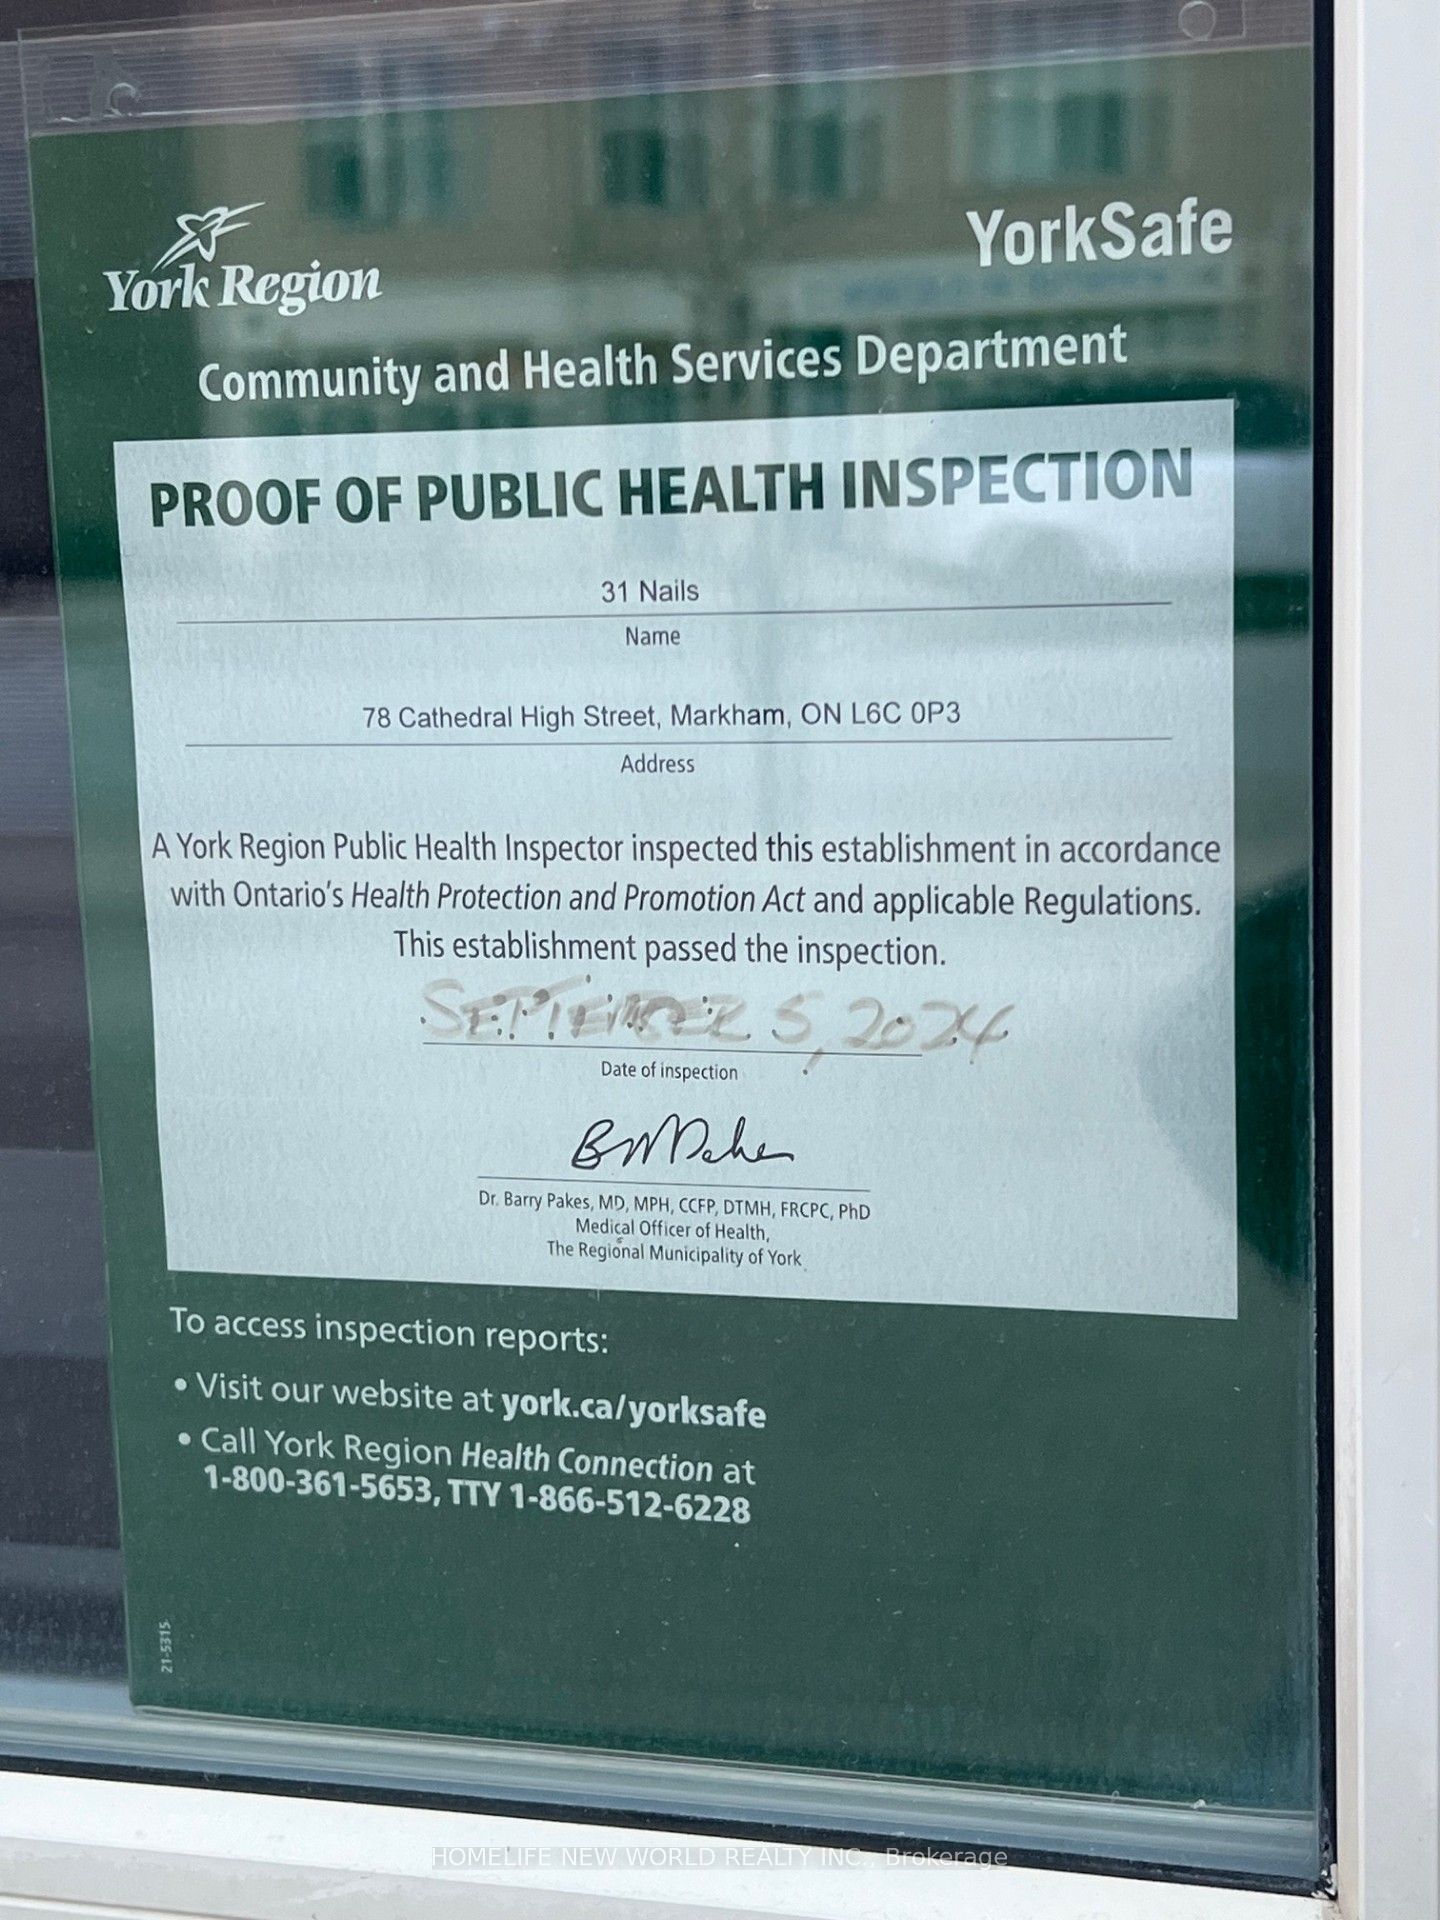 York Region
YorkSafe
Community and Health Services Department
PROOF OF PUBLIC HEALTH INSPECTION
31 Nails
Name
78 Cathedral High Street, Markham, ON L6C 0P3
Address
A York Region Public Health Inspector inspected this establishment in accordance
with Ontario's Health Protection and Promotion Act and applicable Regulations.
This establishment passed the inspection.
SEPTEMBER 5, 2024
Date of inspection
Dr. Barry Pakes, MD, MPH, CCFP, DTMH, FRCPC, PhD
Medical Officer of Health,
The Regional Municipality of York
To access inspection reports:
• Visit our website at york.ca/yorksafe
• Call York Region Health Connection at
1-800-361-5653, TTY 1-866-512-6228
21-5315
HOMELIFE NEW WORLD REALTY INC., Brokerage